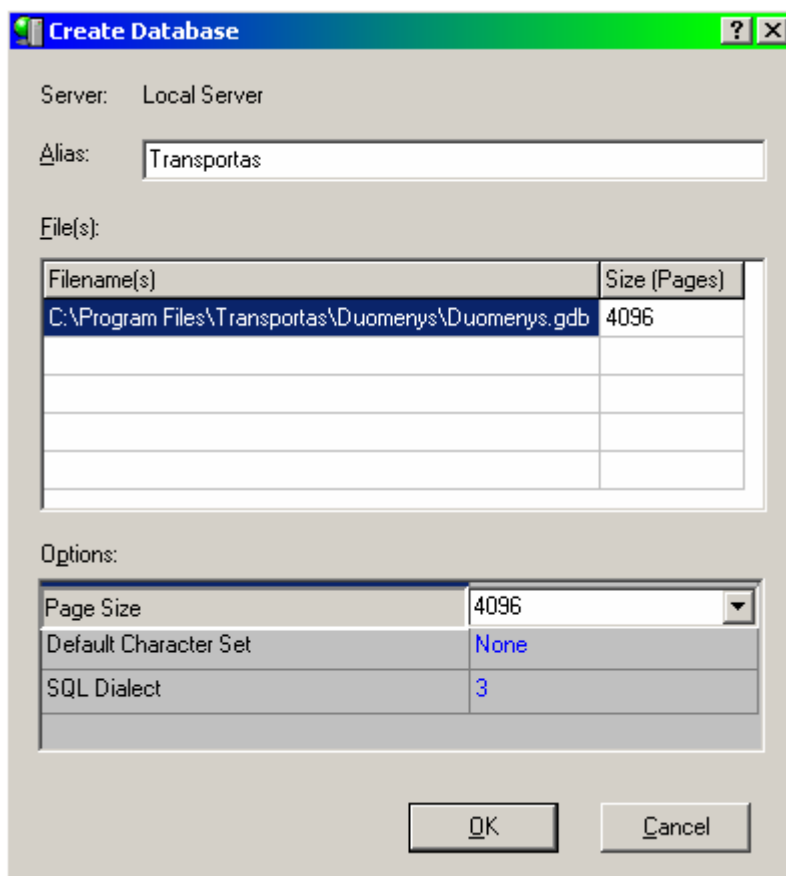 Create Database
Server: Local Server
Alias: Transportas
File(s):
Filename(s) Size (Pages)
C:\Program Files\Transportas\Duomenys\Duomenys.gdb 4096
Options:
Page Size 4096
Default Character Set None
SQL Dialect 3
OK Cancel